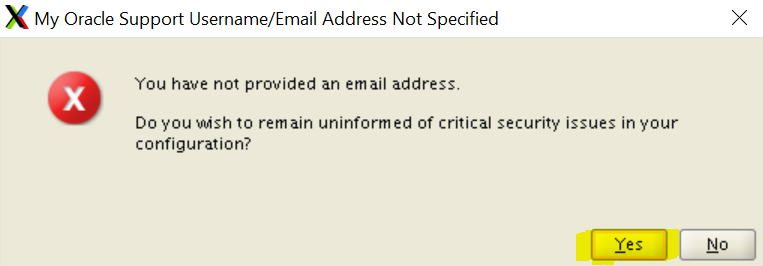 My Oracle Support Username/Email Address Not Specified
You have not provided an email address.
Do you wish to remain uninformed of critical security issues in your
configuration?
Yes No